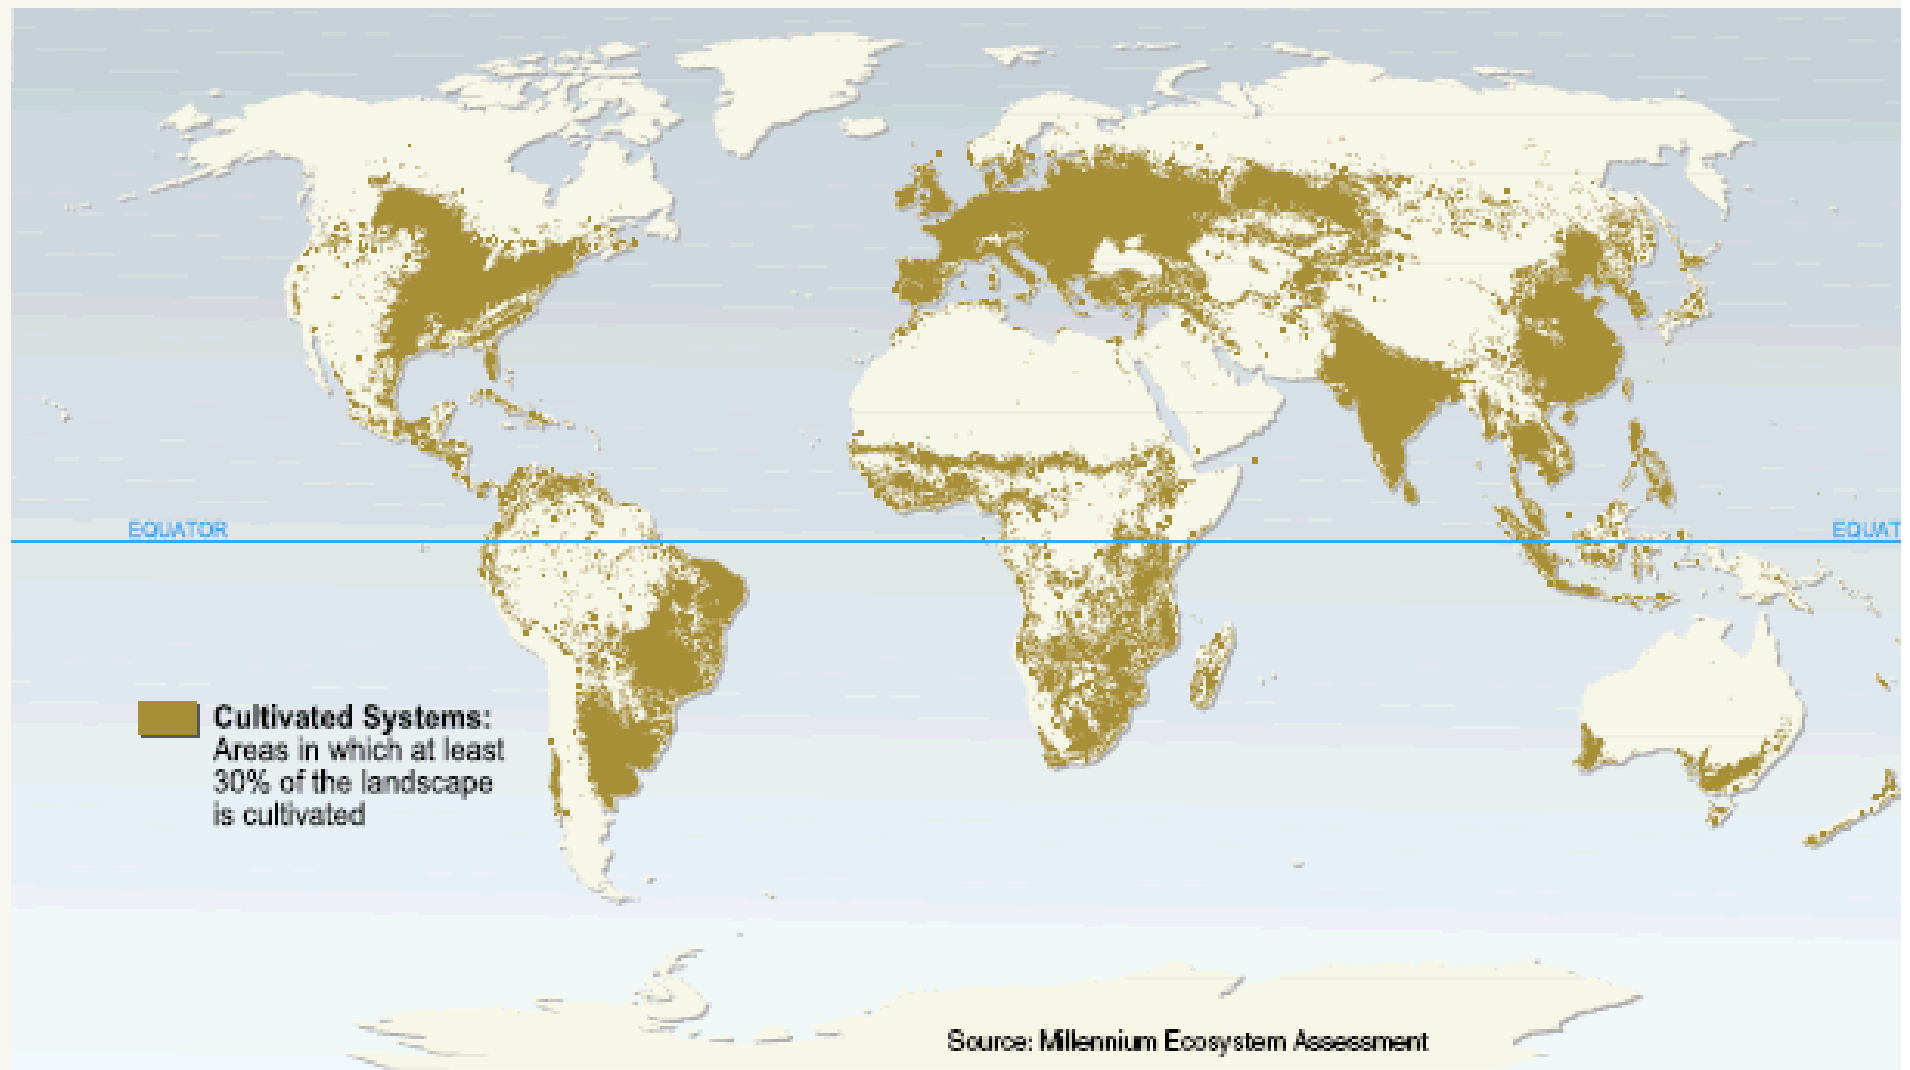 EQUATOR
EQUAT
Cultivated Systems:
Areas in which at least
30% of the landscape
is cultivated
Source: Millennium Ecosystem Assessment